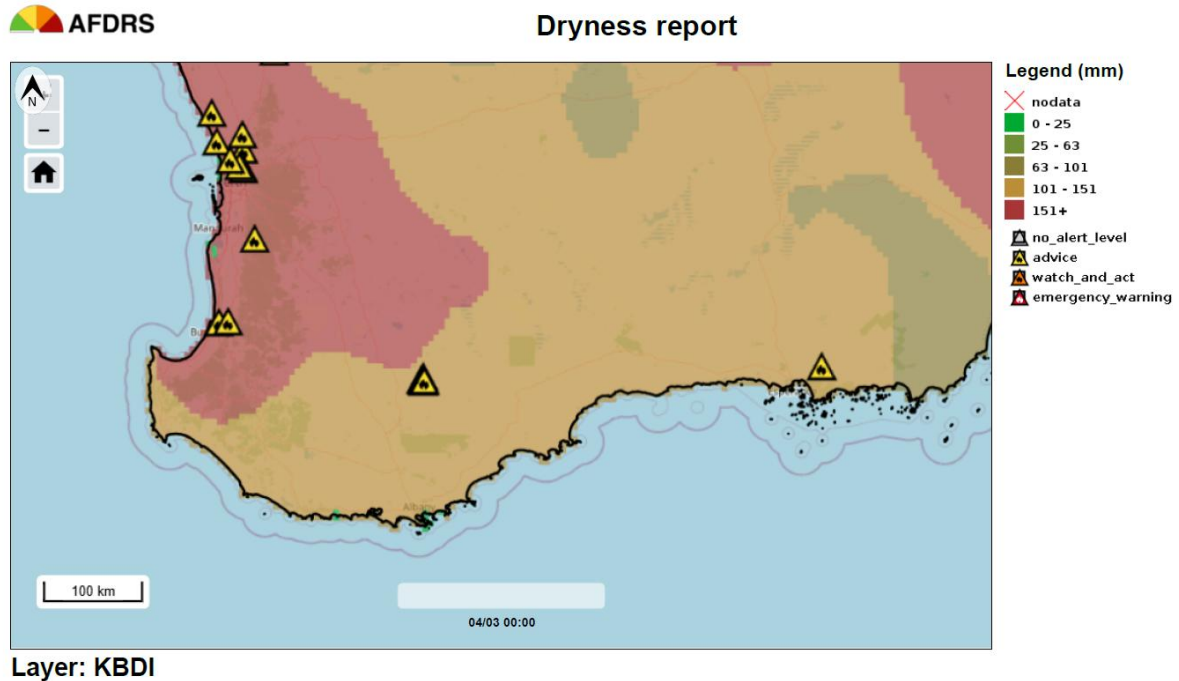 AFDRS
Dryness report
N
Legend (mm)
nodata
0 - 25
25 - 63
63 - 101
101 - 151
151+
no_alert_level
advice
watch_and_act
emergency_warning
100 km
04/03 00:00
Layer: KBDI